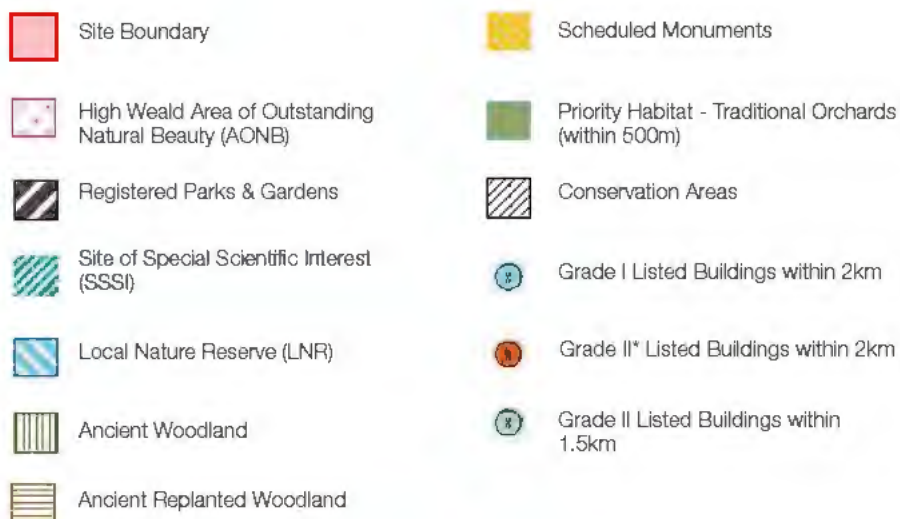 Site Boundary
High Weald Area of Outstanding
Natural Beauty (AONB)
Registered Parks & Gardens
Site of Special Scientific Interest
(SSSI)
Local Nature Reserve (LNR)
Ancient Woodland
Ancient Replanted Woodland
Scheduled Monuments
Priority Habitat - Traditional Orchards
(within 500m)
Conservation Areas
Grade I Listed Buildings within 2km
Grade II* Listed Buildings within 2km
Grade II Listed Buildings within
1.5km